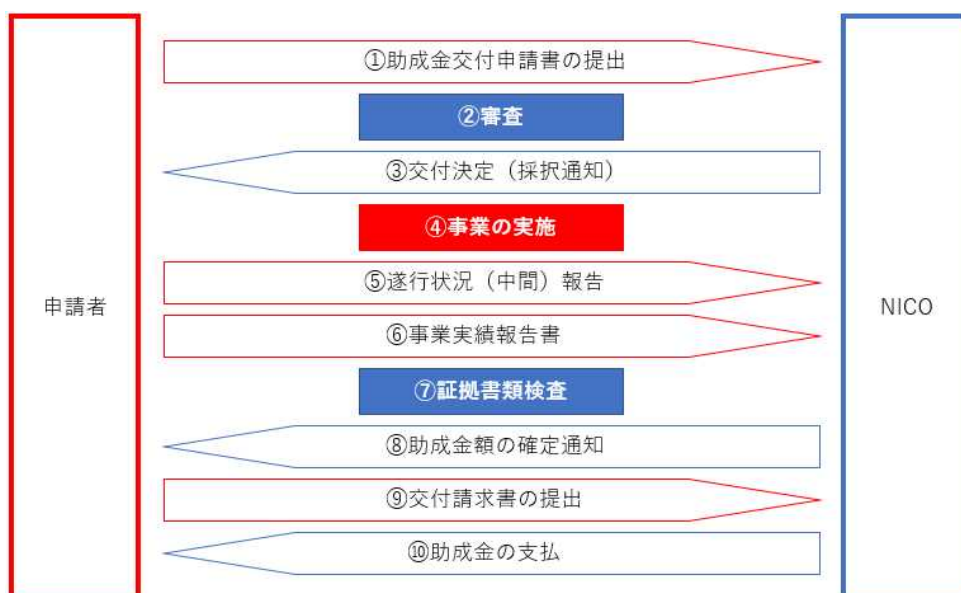 ①助成金交付申請書の提出
②審査
③交付決定（採択通知）
④事業の実施
⑤遂行状況（中間）報告
申請者
NICO
⑥事業実績報告書
⑦証拠書類検査
⑧助成金額の確定通知
⑨交付請求書の提出
⑩助成金の支払